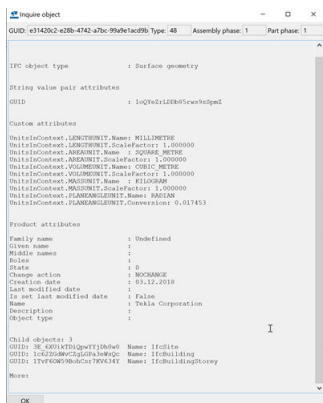 Inquire object
GUID: e31420c2-e28b-4742-a7bc-99a9e1acd9b Type: 48 Assembly phase: 1 Part phase: 1
IFC object type : Surface geometry
String value pair attributes
GUID
Custom attributes
UnitsInContext.LENGTHUNIT.Name: MILLIMETRE
UnitsInContext.LENGTHUNIT.ScaleFactor: 1.000000
UnitsInContext.AREAUNIT.Name : SQUARE_METRE
UnitsInContext.AREAUNIT.ScaleFactor: 1.000000
UnitsInContext.VOLUMEUNIT.Name: CUBIC_METRE
UnitsInContext.VOLUMEUNIT.ScaleFactor: 1.000000
UnitsInContext.MASSUNIT.Name : KILOGRAM
UnitsInContext.MASSUNIT.ScaleFactor: 1.000000
UnitsInContext.PLANEANGLEUNIT.Name: RADIAN
UnitsInContext.PLANEANGLEUNIT.Conversion: 0.017453
Product attributes
Family name : Undefined
Given name :
Middle names :
Roles :
State : 0
Change action : NOCHANGE
Creation date : 03.12.2018
Last modified date :
Is set last modified date : False
Name : Tekla Corporation
Description :
Object type :
Child objects: 3
GUID: Name: IfcSite
GUID: Name: IfcBuilding
GUID: Name: IfcBuildingStorey
More:
OK